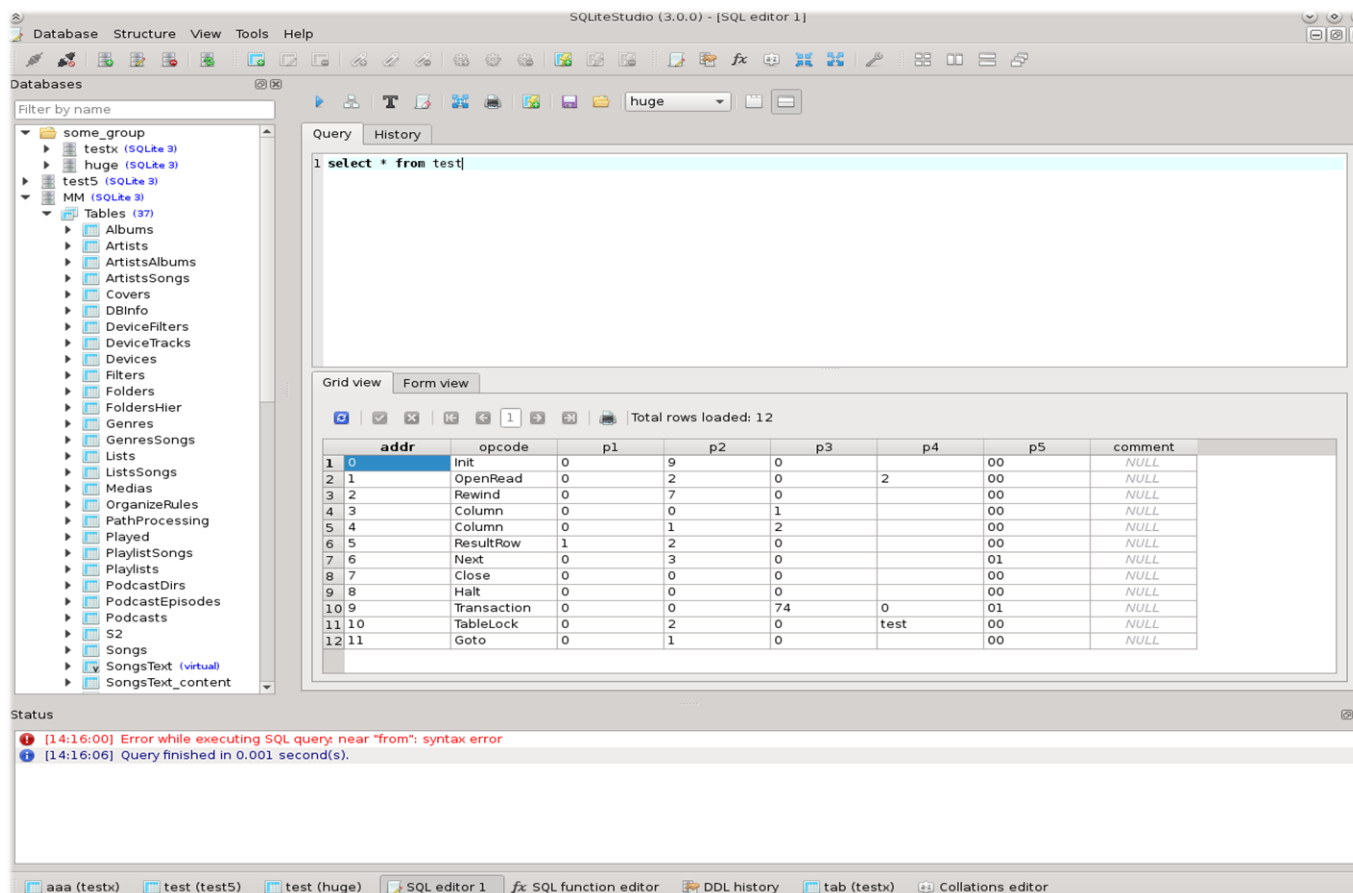 SQLiteStudio (3.0.0) - [SQL editor 1]
Database Structure View Tools Help
Databases
Filter by name
some_group
testx (SQLite 3)
huge (SQLite 3)
test5 (SQLite 3)
MM (SQLite 3)
Tables (37)
Albums
Artists
ArtistsAlbums
ArtistsSongs
Covers
DBInfo
DeviceFilters
DeviceTracks
Devices
Filters
Folders
FoldersHier
Genres
GenresSongs
Lists
ListsSongs
Medias
OrganizeRules
PathProcessing
Played
PlaylistSongs
Playlists
PodcastDirs
PodcastEpisodes
Podcasts
S2
Songs
SongsText (virtual)
SongsText_content
huge
Query History
1 select * from test
Grid view Form view
1 Total rows loaded: 12
addr opcode p1 p2 p3 p4 p5 comment
1 0 Init 0 9 0 00 NULL
2 1 OpenRead 0 2 0 2 00 NULL
3 2 Rewind 0 7 0 00 NULL
4 3 Column 0 0 1 00 NULL
5 4 Column 0 1 2 00 NULL
6 5 ResultRow 1 2 0 00 NULL
7 6 Next 0 3 0 01 NULL
8 7 Close 0 0 0 00 NULL
9 8 Halt 0 0 0 00 NULL
10 9 Transaction 0 0 74 0 01 NULL
11 10 TableLock 0 2 0 test 00 NULL
12 11 Goto 0 1 0 00 NULL
Status
[14:16:00] Error while executing SQL query: near "from": syntax error
[14:16:06] Query finished in 0.001 second(s).
aaa (testx) test (test5) test (huge) SQL editor 1 fx SQL function editor DDL history tab (testx) Collations editor